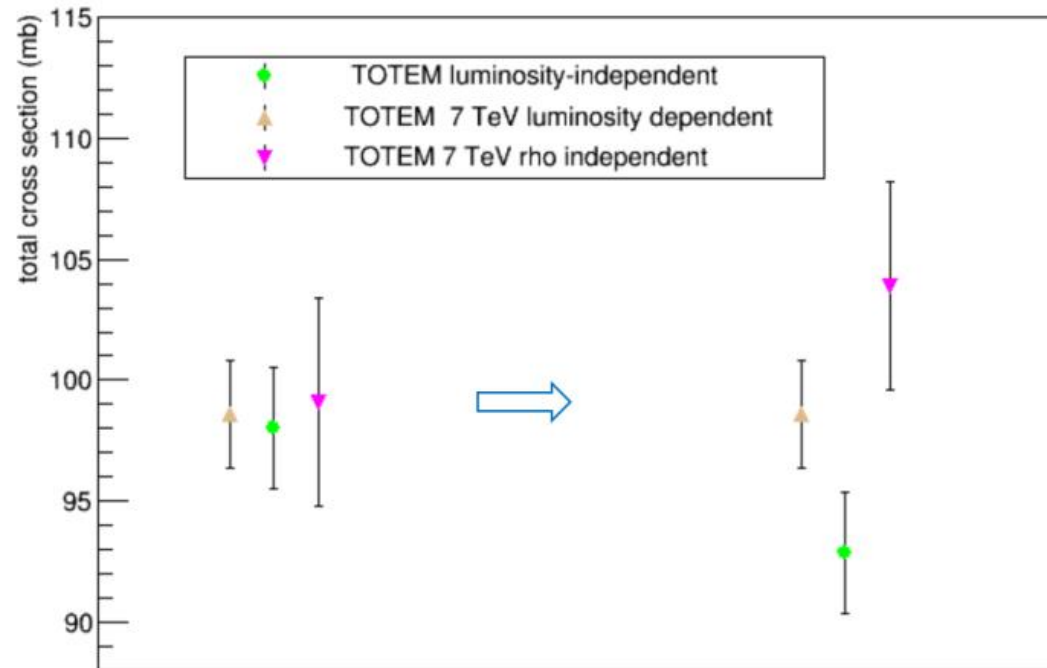 total cross section (mb)
115
110
105
100
95
90
TOTEM luminosity-independent
TOTEM 7 TeV luminosity dependent
TOTEM 7 TeV rho independent